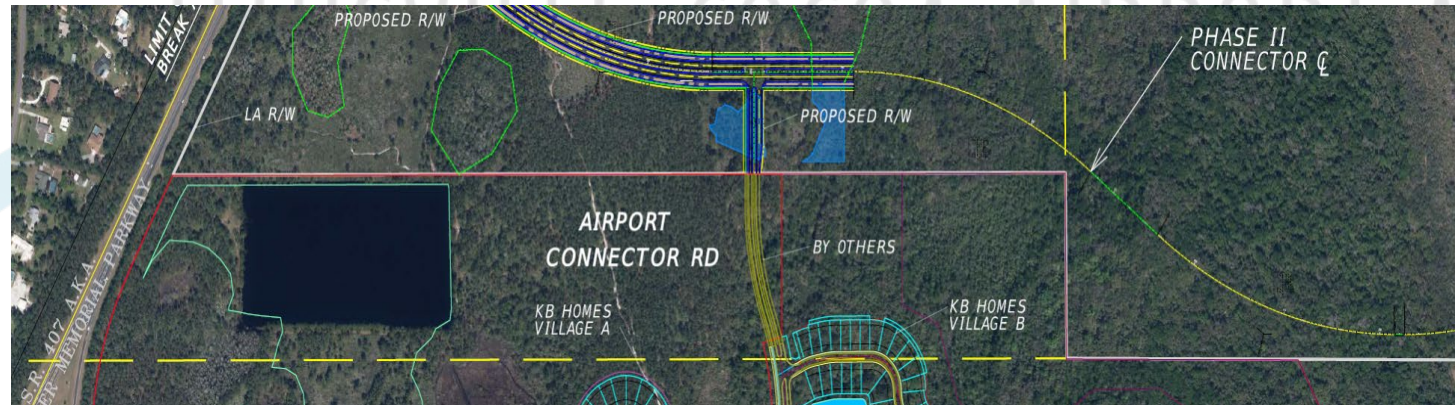 PROPOSED R/W
PROPOSED R/W
LIMIT
BREAK
PHASE II
CONNECTOR ℄
LA R/W
PROPOSED R/W
AIRPORT
CONNECTOR RD
BY OTHERS
KB HOMES
VILLAGE A
KB HOMES
VILLAGE B
S.R. 407 A.K.A.
MEMORIAL PARKWAY